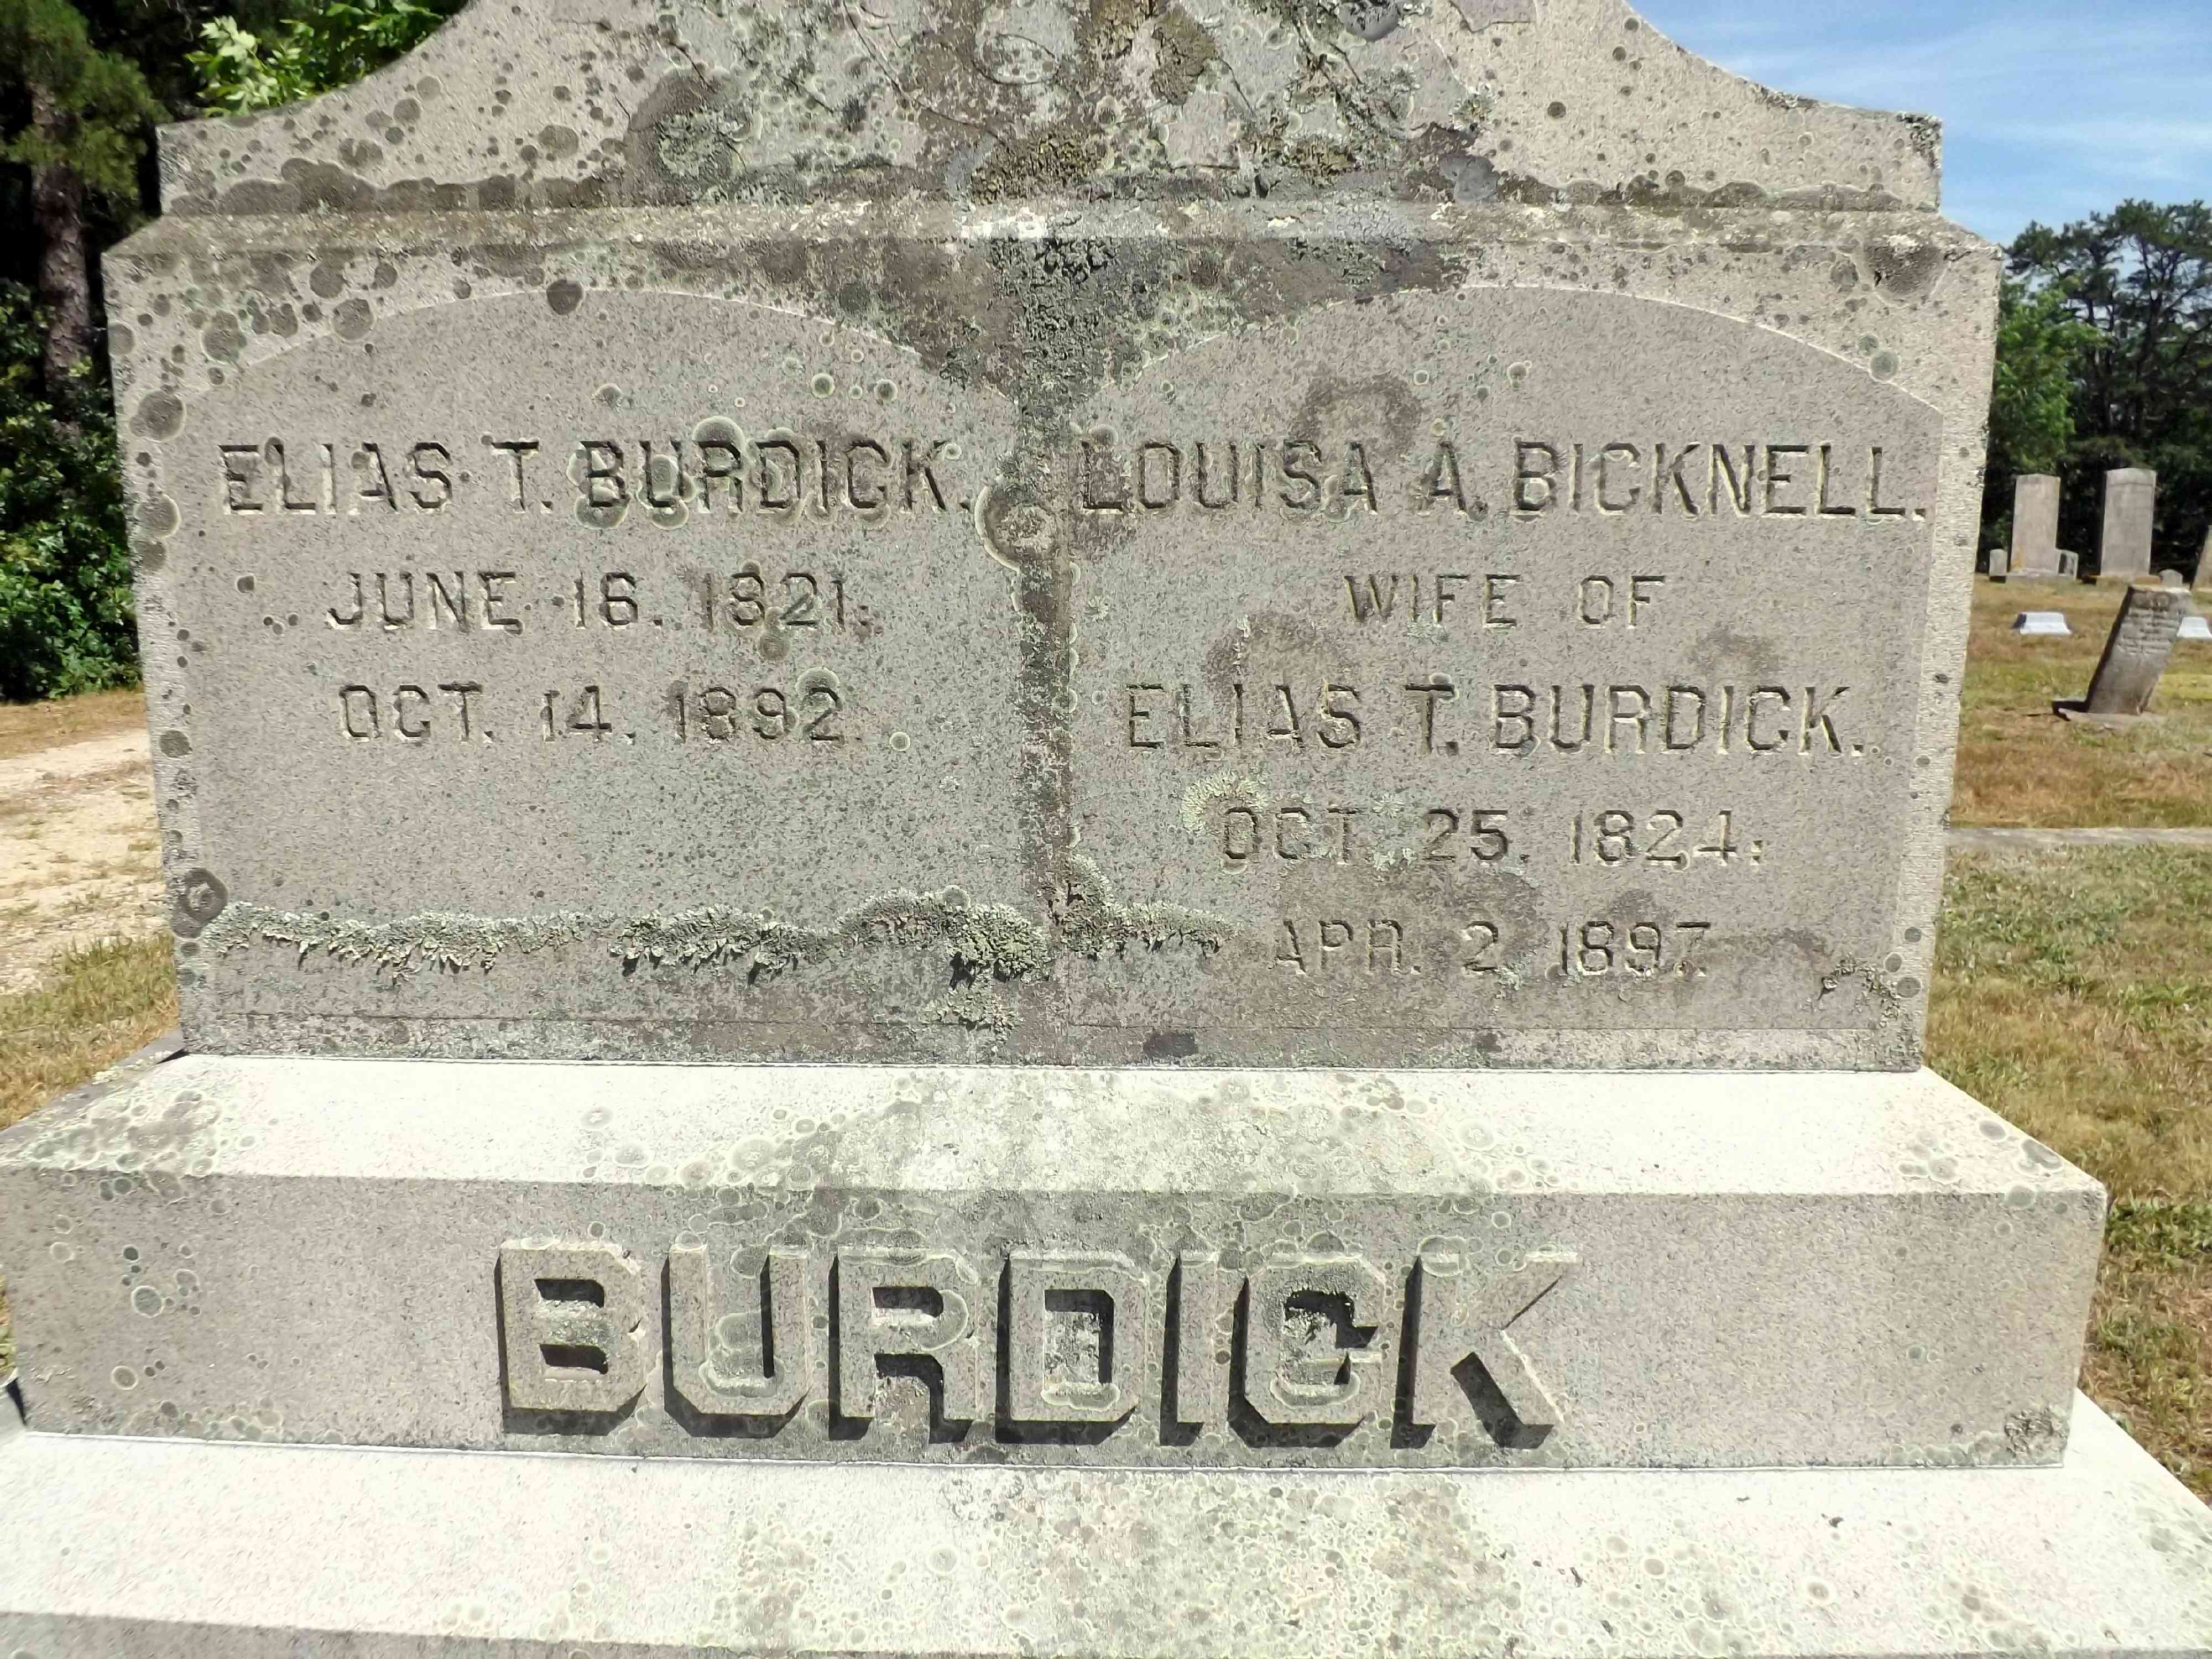 ELIAS T. BURDICK.
JUNE 16. 1821.
OCT. 14. 1892.
LOUISA A. BICKNELL.
WIFE OF
ELIAS T. BURDICK.
OCT. 25. 1824.
APR. 2. 1897.
BURDICK